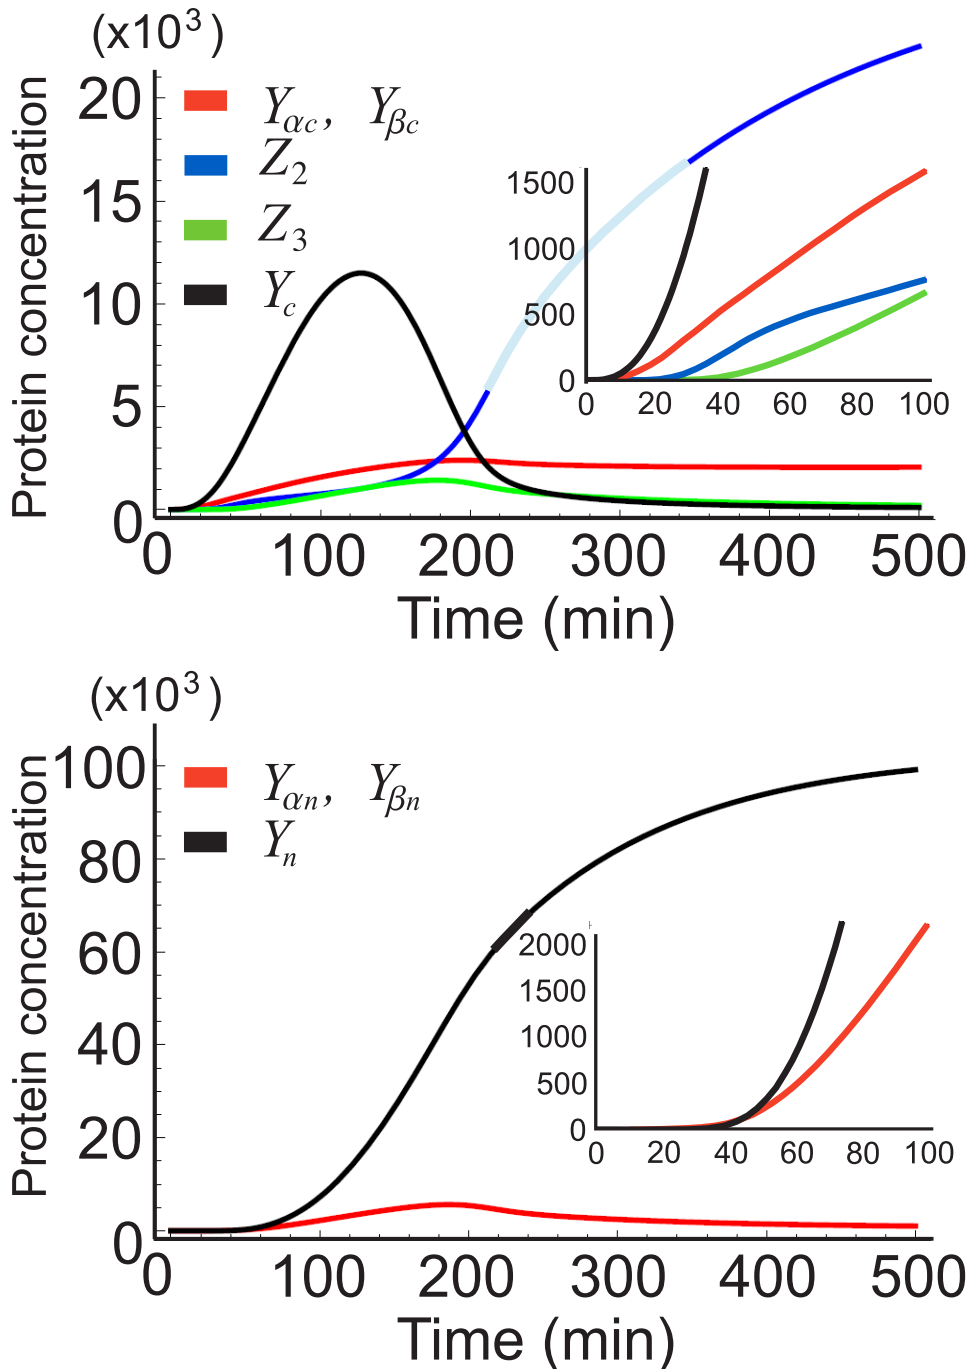 (x10³)
Protein concentration
20
15
10
5
0
Yαc, Yβc
Z2
Z3
Yc
1500
1000
500
0
0 20 40 60 80 100
0 100 200 300 400 500
Time (min)
(x10³)
Protein concentration
100
80
60
40
20
0
Yαn, Yβn
Yn
2000
1500
1000
500
0
0 20 40 60 80 100
0 100 200 300 400 500
Time (min)